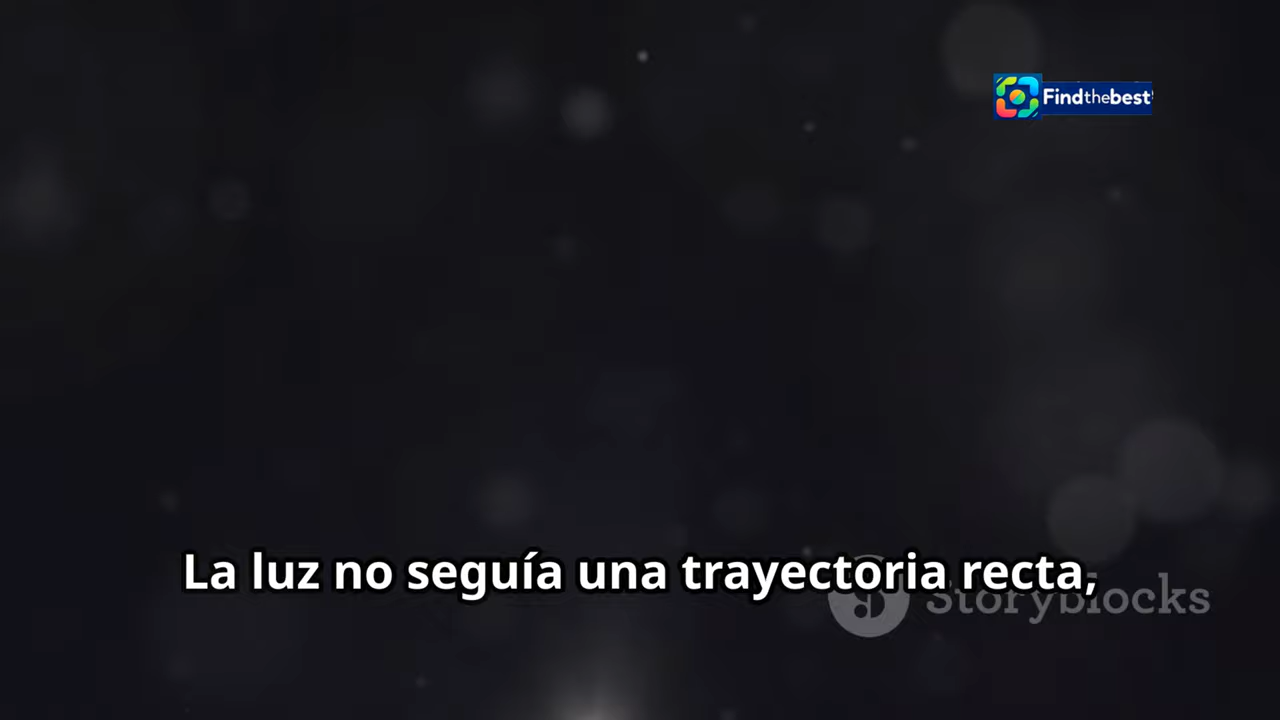 Findthebest
La luz no seguía una trayectoria recta,
Storyblocks